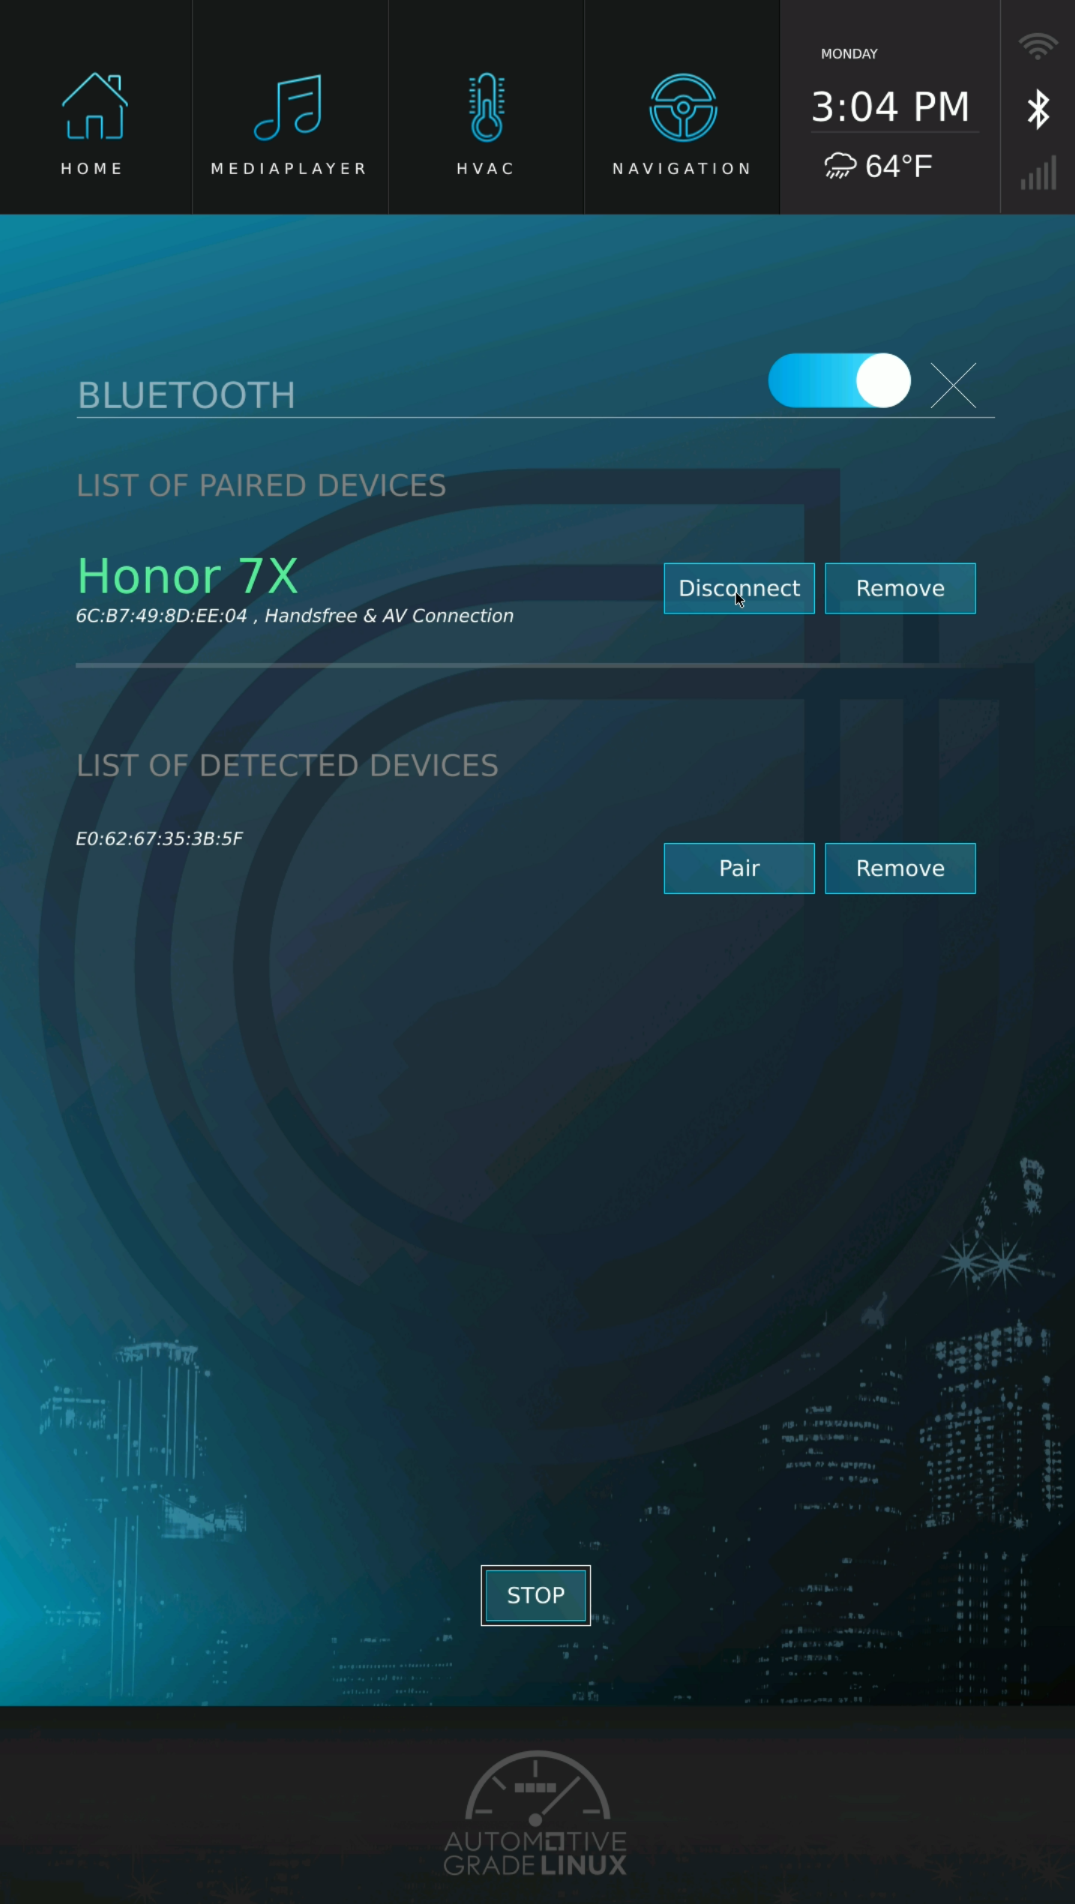 HOME
MEDIAPLAYER
HVAC
NAVIGATION
MONDAY
3:04 PM
64°F
BLUETOOTH
LIST OF PAIRED DEVICES
Honor 7X
6C:B7:49:8D:EE:04 , Handsfree & AV Connection
Disconnect
Remove
LIST OF DETECTED DEVICES
E0:62:67:35:3B:5F
Pair
Remove
STOP
AUTOMOTIVE
GRADE LINUX